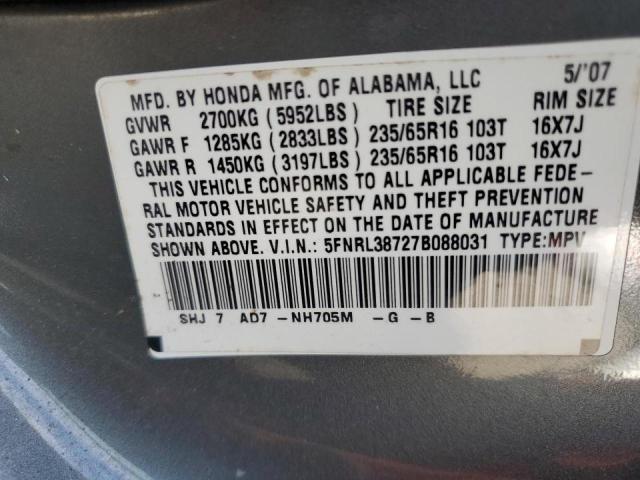 MFD. BY HONDA MFG. OF ALABAMA, LLC 5/'07
GVWR 2700KG (5952LBS) TIRE SIZE RIM SIZE
GAWR F 1285KG (2833LBS) 235/65R16 103T 16X7J
GAWR R 1450KG (3197LBS) 235/65R16 103T 16X7J
THIS VEHICLE CONFORMS TO ALL APPLICABLE FEDE-
RAL MOTOR VEHICLE SAFETY AND THEFT PREVENTION
STANDARDS IN EFFECT ON THE DATE OF MANUFACTURE
SHOWN ABOVE. V.I.N.: 5FNRL38727B088031 TYPE:MPV
SHJ 7 AD7 -NH705M -G -B